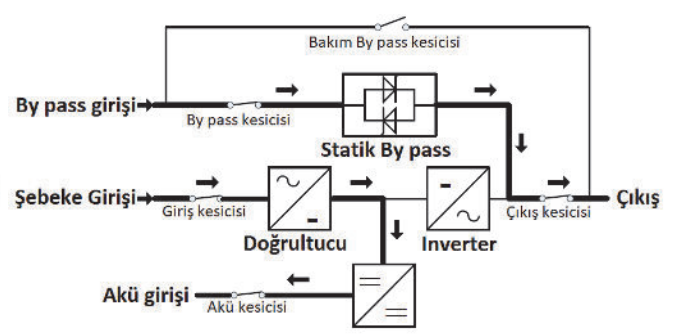 Bakım By pass kesicisi
By pass girişi
By pass kesicisi
Statik By pass
Şebeke Girişi
Giriş kesicisi
Çıkış kesicisi
Çıkış
Doğrultucu
Inverter
Akü girişi
Akü kesicisi